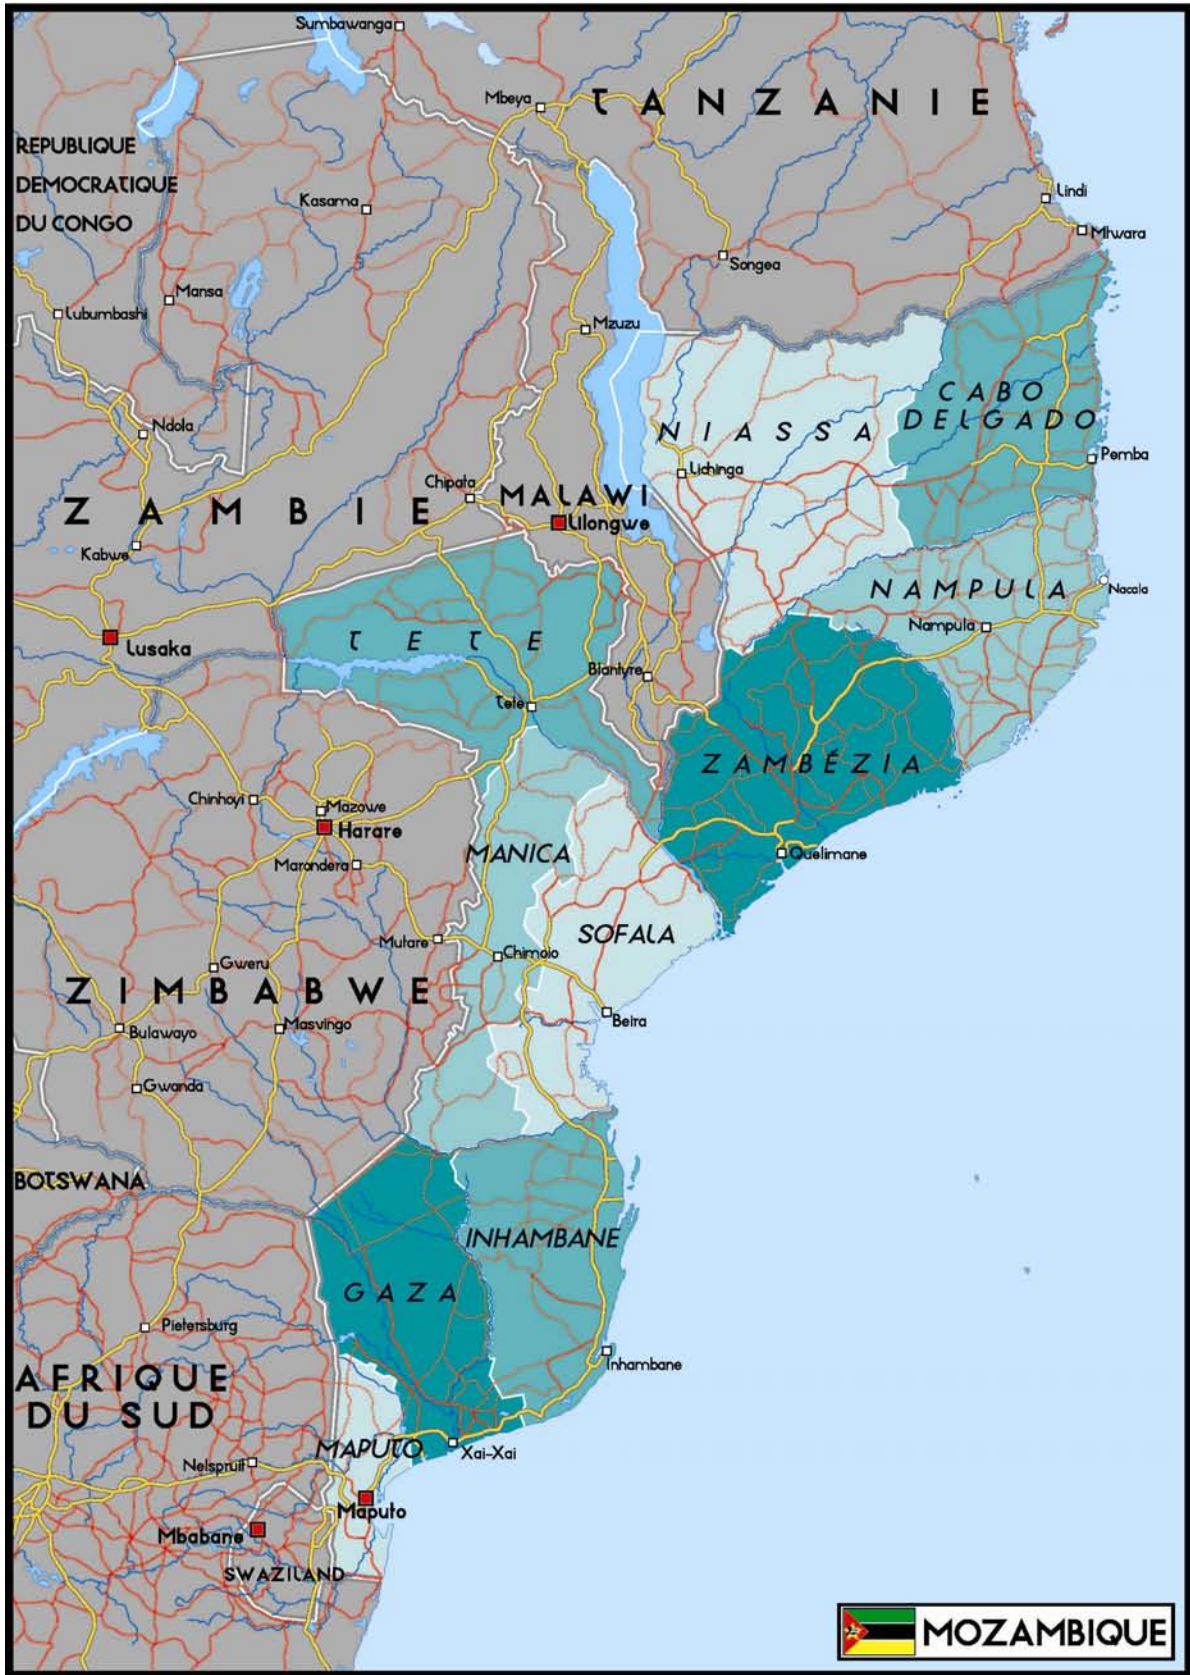 Sumbawanga
Mbeya
TANZANIE
REPUBLIQUE
DEMOCRATIQUE
DU CONGO
Kasama
Lindi
Mtwara
Songea
Mansa
Lubumbashi
Mzuzu
CABO
DELGADO
NIASSA
Ndola
Pemba
Lichinga
Chipata
MALAWI
ZAMBIE
Lilongwe
Kabwe
NAMPULA
Nacala
Nampula
Lusaka
TETE
Blantyre
Tete
ZAMBÉZIA
Chinhoyi
Mazowe
Harare
MANICA
Quelimane
Marondera
SOFALA
Mutare
Chimoio
Gweru
ZIMBABWE
Beira
Bulawayo
Masvingo
Gwanda
BOTSWANA
INHAMBANE
GAZA
Pietersburg
Inhambane
AFRIQUE
DU SUD
MAPUTO
Xai-Xai
Nelspruit
Maputo
Mbabane
SWAZILAND
MOZAMBIQUE